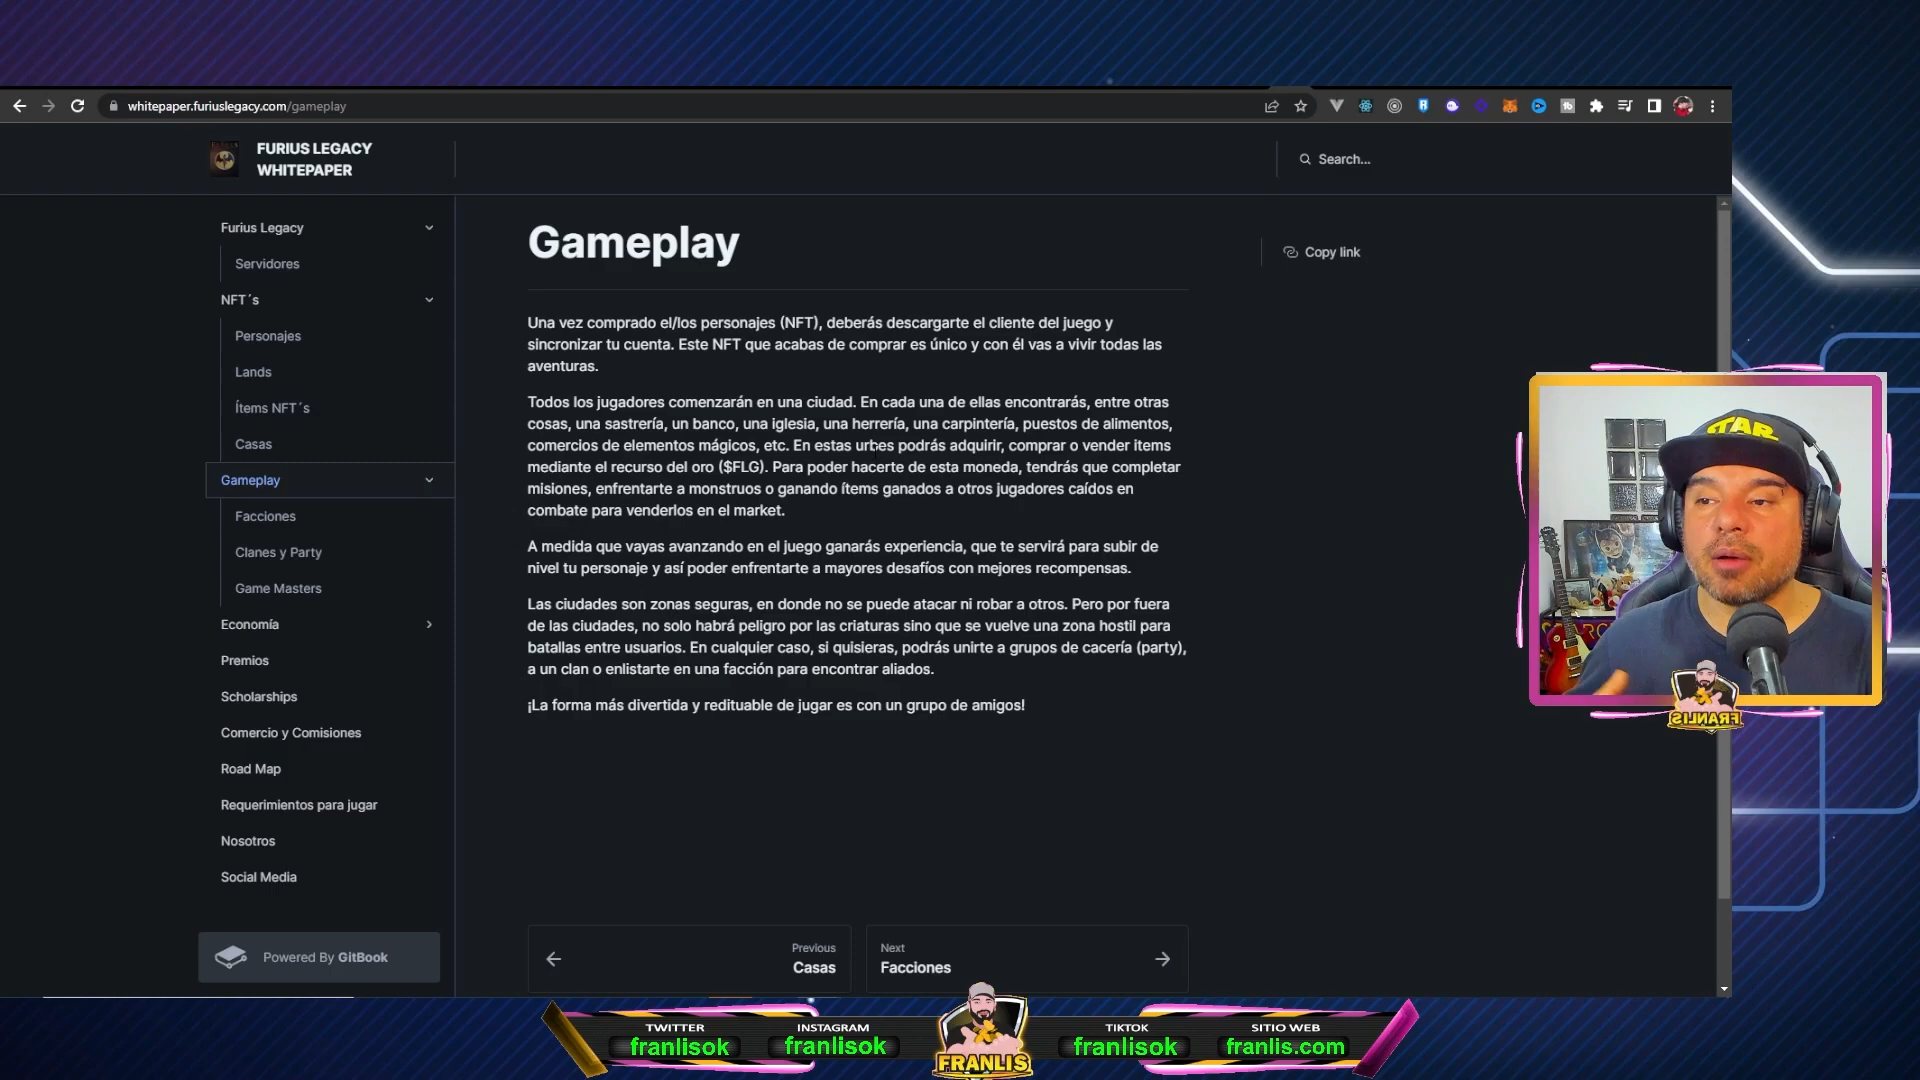 whitepaper.furiuslegacy.com/gameplay
FURIUS LEGACY
WHITEPAPER
Search...
Furius Legacy
Servidores
NFT´s
Personajes
Lands
Ítems NFT´s
Casas
Gameplay
Facciones
Clanes y Party
Game Masters
Economía
Premios
Scholarships
Comercio y Comisiones
Road Map
Requerimientos para jugar
Nosotros
Social Media
Powered By GitBook
Gameplay
Copy link
Una vez comprado el/los personajes (NFT), deberás descargarte el cliente del juego y
sincronizar tu cuenta. Este NFT que acabas de comprar es único y con él vas a vivir todas las
aventuras.
Todos los jugadores comenzarán en una ciudad. En cada una de ellas encontrarás, entre otras
cosas, una sastrería, un banco, una iglesia, una herrería, una carpintería, puestos de alimentos,
comercios de elementos mágicos, etc. En estas urbes podrás adquirir, comprar o vender items
mediante el recurso del oro ($FLG). Para poder hacerte de esta moneda, tendrás que completar
misiones, enfrentarte a monstruos o ganando ítems ganados a otros jugadores caídos en
combate para venderlos en el market.
A medida que vayas avanzando en el juego ganarás experiencia, que te servirá para subir de
nivel tu personaje y así poder enfrentarte a mayores desafíos con mejores recompensas.
Las ciudades son zonas seguras, en donde no se puede atacar ni robar a otros. Pero por fuera
de las ciudades, no solo habrá peligro por las criaturas sino que se vuelve una zona hostil para
batallas entre usuarios. En cualquier caso, si quisieras, podrás unirte a grupos de cacería (party),
a un clan o enlistarte en una facción para encontrar aliados.
¡La forma más divertida y redituable de jugar es con un grupo de amigos!
Previous
Casas
Next
Facciones
STAR
FRANLIS
TWITTER
franlisok
INSTAGRAM
franlisok
FRANLIS
TIKTOK
franlisok
SITIO WEB
franlis.com